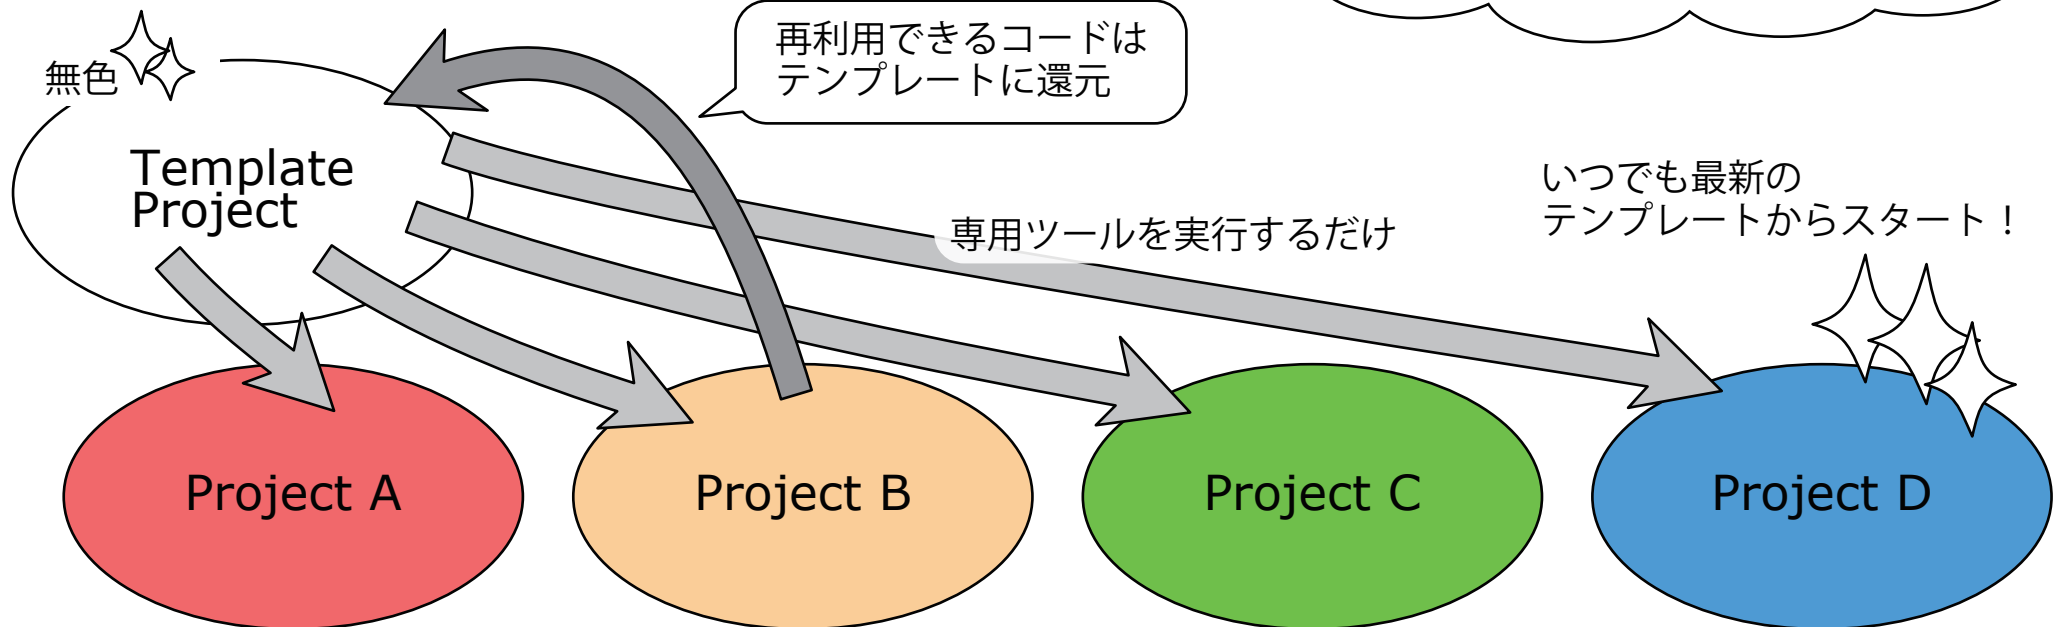 再利用できるコードは
テンプレートに還元
無色
Template
Project
いつでも最新の
テンプレートからスタート！
専用ツールを実行するだけ
Project A
Project B
Project C
Project D